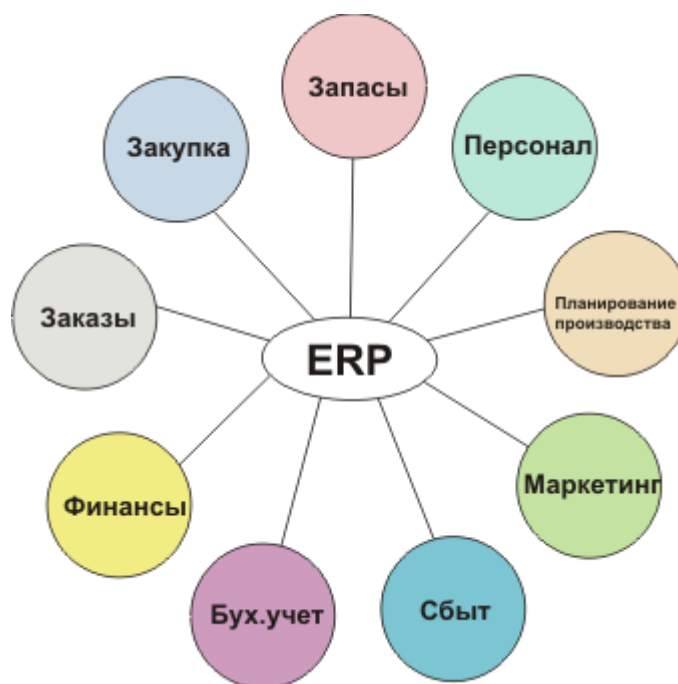 Запасы
Персонал
Закупка
Планирование
производства
Заказы
ERP
Маркетинг
Финансы
Сбыт
Бух.учет